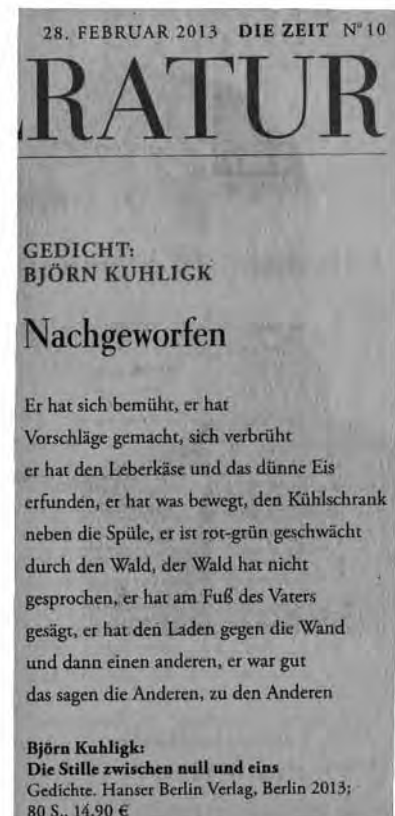 28. FEBRUAR 2013 DIE ZEIT N° 10
RATUR
GEDICHT:
BJÖRN KUHLIGK
Nachgeworfen
Er hat sich bemüht, er hat
Vorschläge gemacht, sich verbrüht
er hat den Leberkäse und das dünne Eis
erfunden, er hat was bewegt, den Kühlschrank
neben die Spüle, er ist rot-grün geschwächt
durch den Wald, der Wald hat nicht
gesprochen, er hat am Fuß des Vaters
gesägt, er hat den Laden gegen die Wand
und dann einen anderen, er war gut
das sagen die Anderen, zu den Anderen
Björn Kuhligk:
Die Stille zwischen null und eins
Gedichte. Hanser Berlin Verlag, Berlin 2013;
80 S., 14,90 €